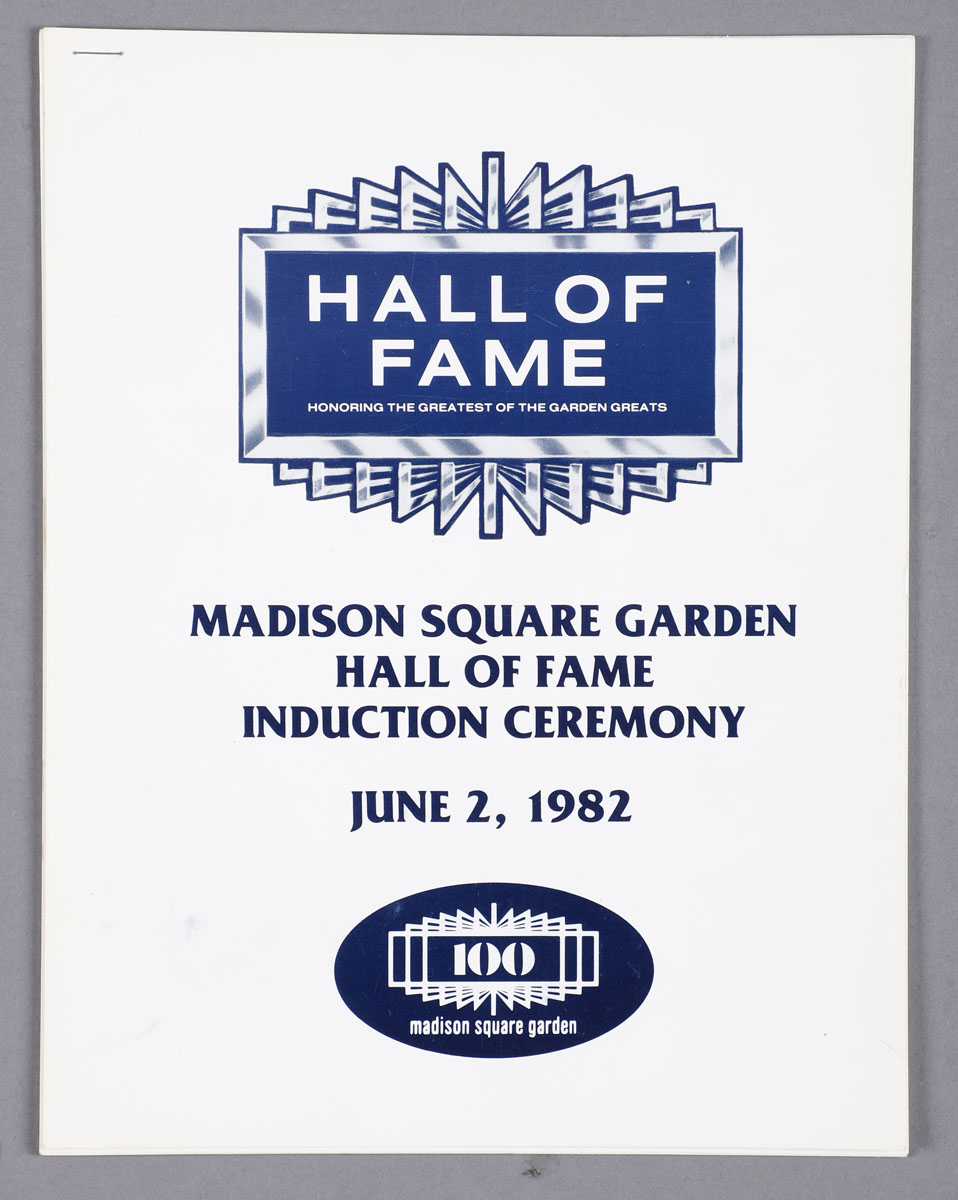 HALL OF
FAME
HONORING THE GREATEST OF THE GARDEN GREATS
MADISON SQUARE GARDEN
HALL OF FAME
INDUCTION CEREMONY
JUNE 2, 1982
100
madison square garden